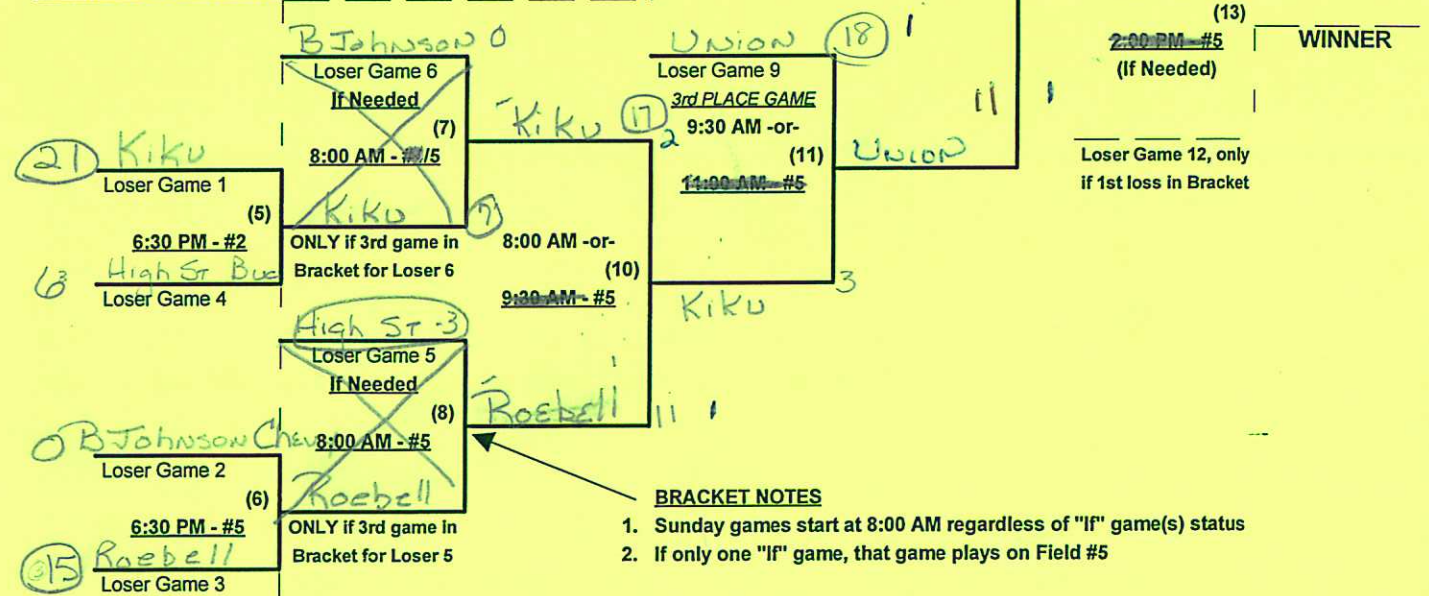 (13)
2:00 PM - #5
(If Needed)
WINNER
Loser Game 12, only
if 1st loss in Bracket
B Johnson 0
Loser Game 6
If Needed
(7)
8:00 AM - /5
Kiku
7
ONLY if 3rd game in
Bracket for Loser 6
21 Kiku
Loser Game 1
(5)
6:30 PM - #2
High St
Loser Game 4
High St -3
Loser Game 5
If Needed
(8)
8:00 AM - #5
Roebell
ONLY if 3rd game in
Bracket for Loser 5
0 B Johnson
Loser Game 2
(6)
6:30 PM - #5
15 Roebell
Loser Game 3
Kiku 17
2
8:00 AM -or-
(10)
9:30 AM - #5
Roebell 11
Union 18
Loser Game 9
3rd PLACE GAME
9:30 AM -or-
(11)
11:00 AM - #5
Kiku 3
Union 11
BRACKET NOTES
1. Sunday games start at 8:00 AM regardless of "If" game(s) status
2. If only one "If" game, that game plays on Field #5